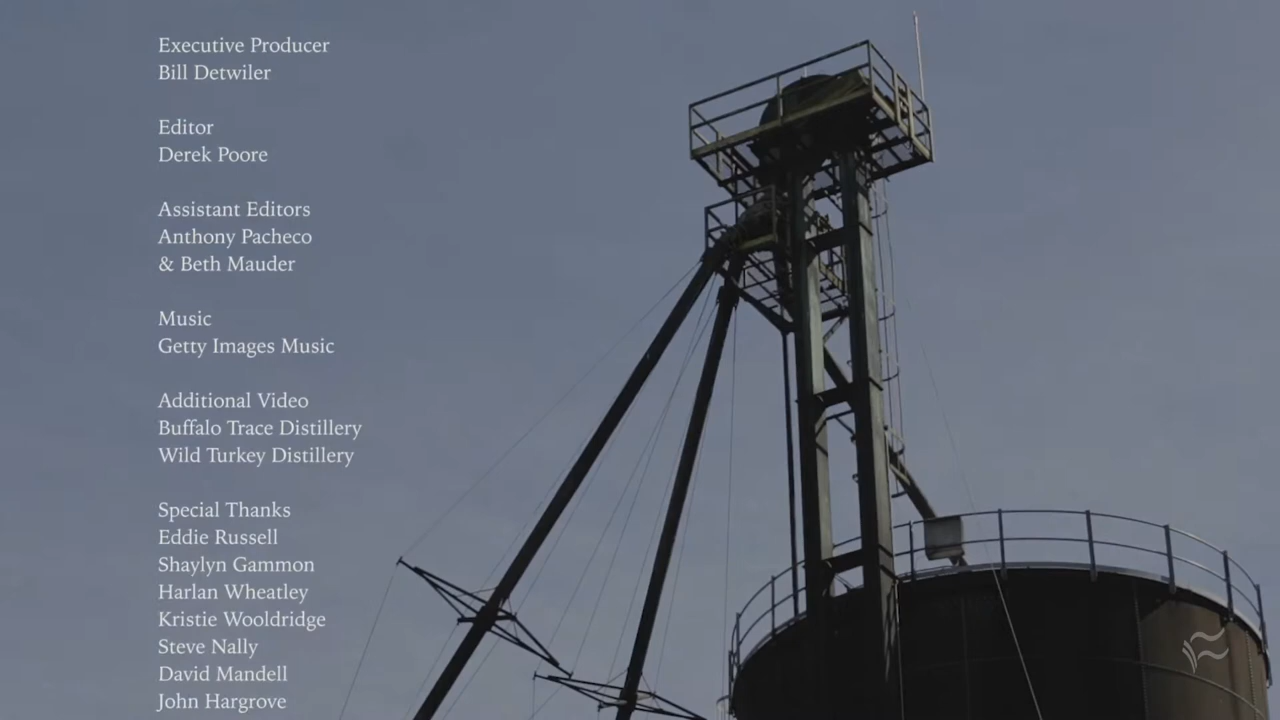 Executive Producer
Bill Detwiler
Editor
Derek Poore
Assistant Editors
Anthony Pacheco
& Beth Mauder
Music
Getty Images Music
Additional Video
Buffalo Trace Distillery
Wild Turkey Distillery
Special Thanks
Eddie Russell
Shaylyn Gammon
Harlan Wheatley
Kristie Wooldridge
Steve Nally
David Mandell
John Hargrove